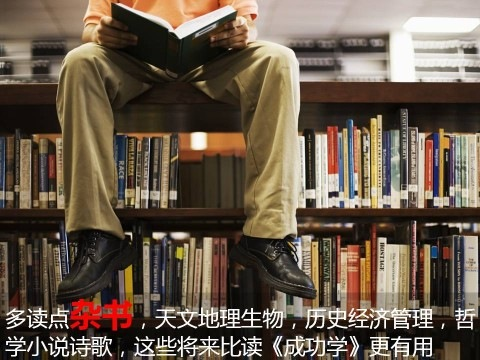 多读点杂书，天文地理生物，历史经济管理，哲
学小说诗歌，这些将来比读《成功学》更有用